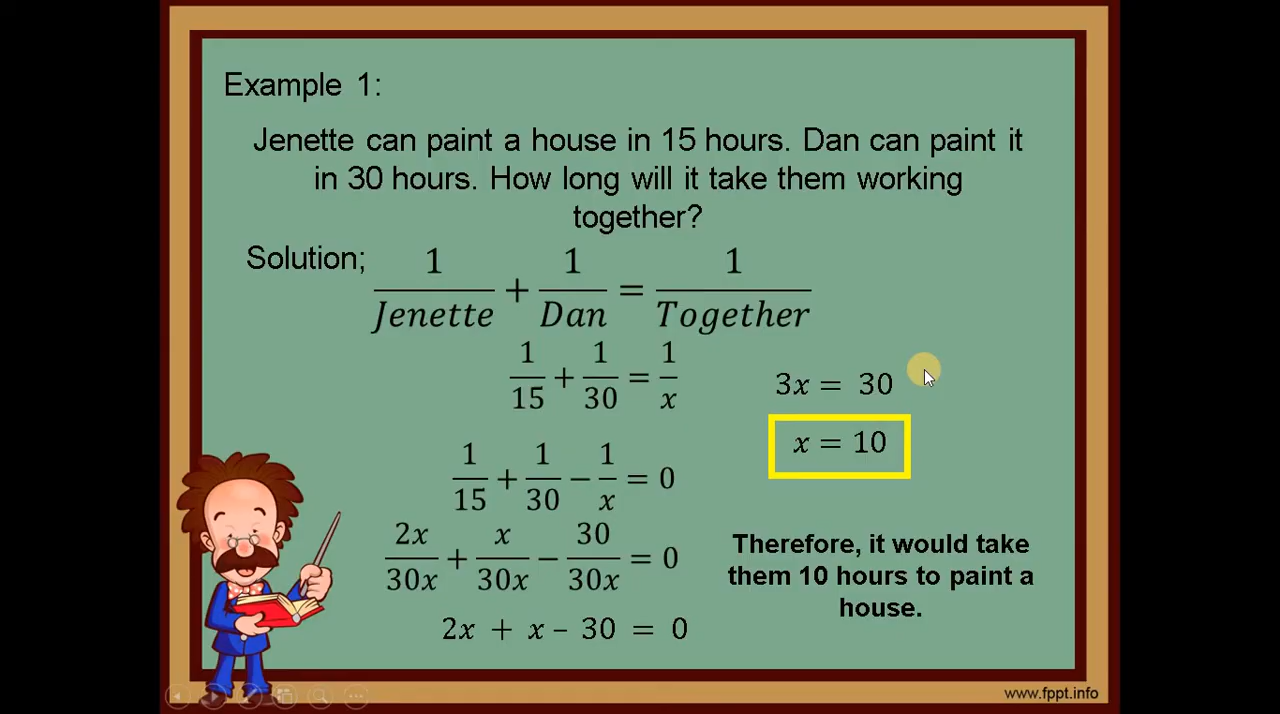 Example 1:
Jenette can paint a house in 15 hours. Dan can paint it
in 30 hours. How long will it take them working
together?
Solution;
1/Jenette + 1/Dan = 1/Together
1/15 + 1/30 = 1/x
3x = 30
x = 10
1/15 + 1/30 − 1/x = 0
2x/30x + x/30x − 30/30x = 0
2x + x – 30 = 0
Therefore, it would take
them 10 hours to paint a
house.
www.fppt.info